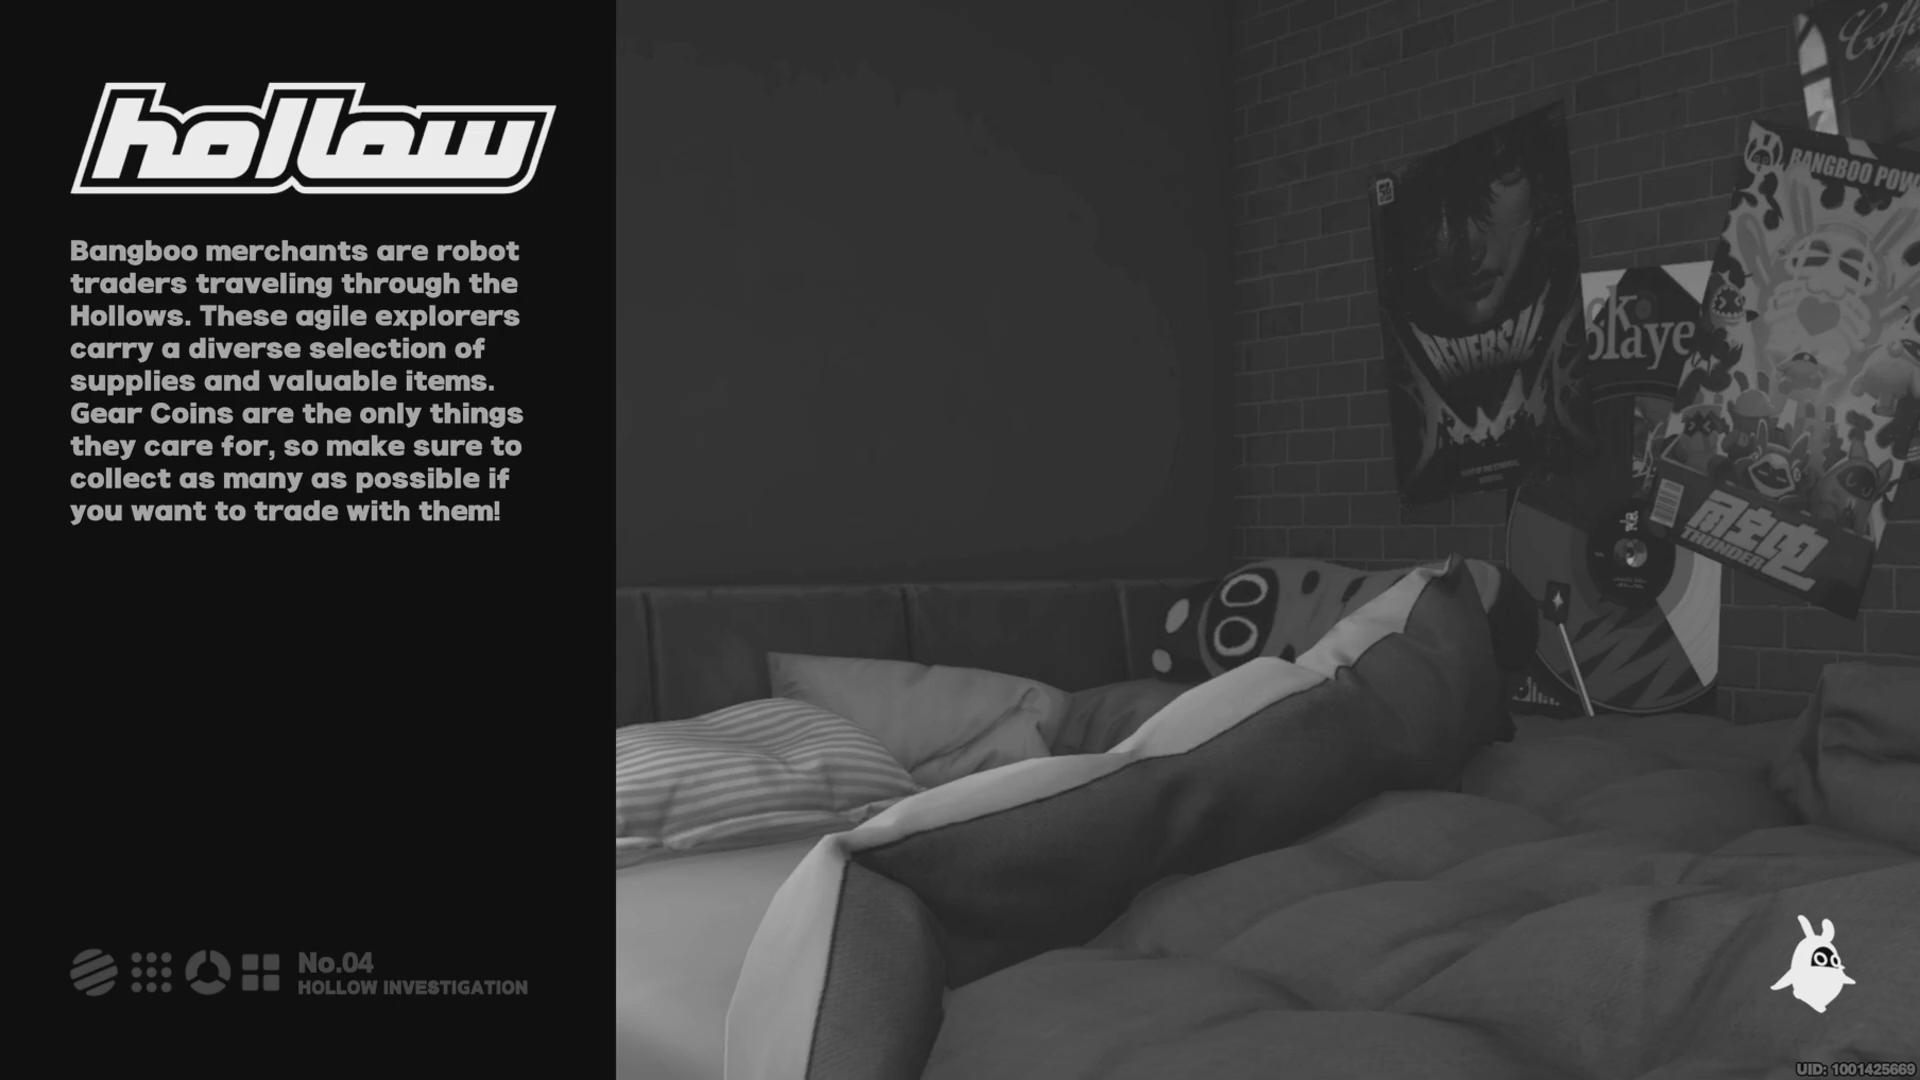 hollow
Bangboo merchants are robot
traders traveling through the
Hollows. These agile explorers
carry a diverse selection of
supplies and valuable items.
Gear Coins are the only things
they care for, so make sure to
collect as many as possible if
you want to trade with them!
No.04
HOLLOW INVESTIGATION
REVERSAL
BANGBOO POW
THUNDER
UID: 1001425669